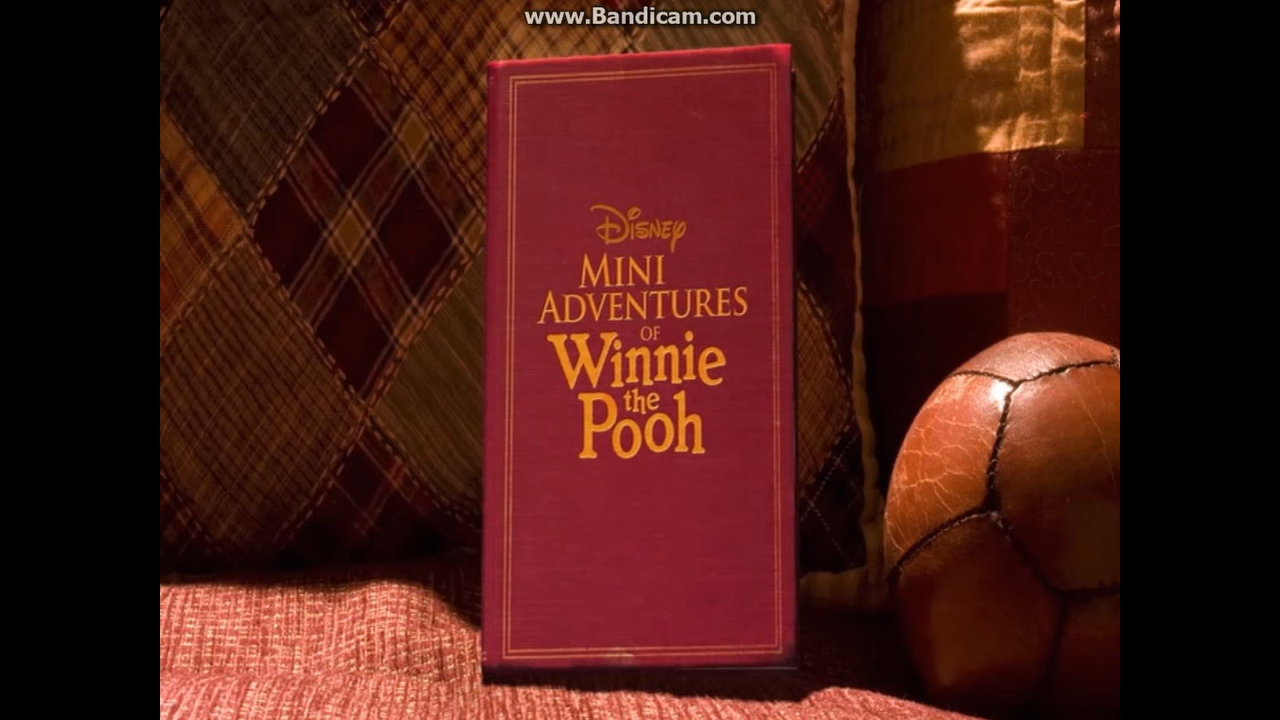 www.Bandicam.com
Disney
MINI
ADVENTURES
OF
Winnie
the
Pooh